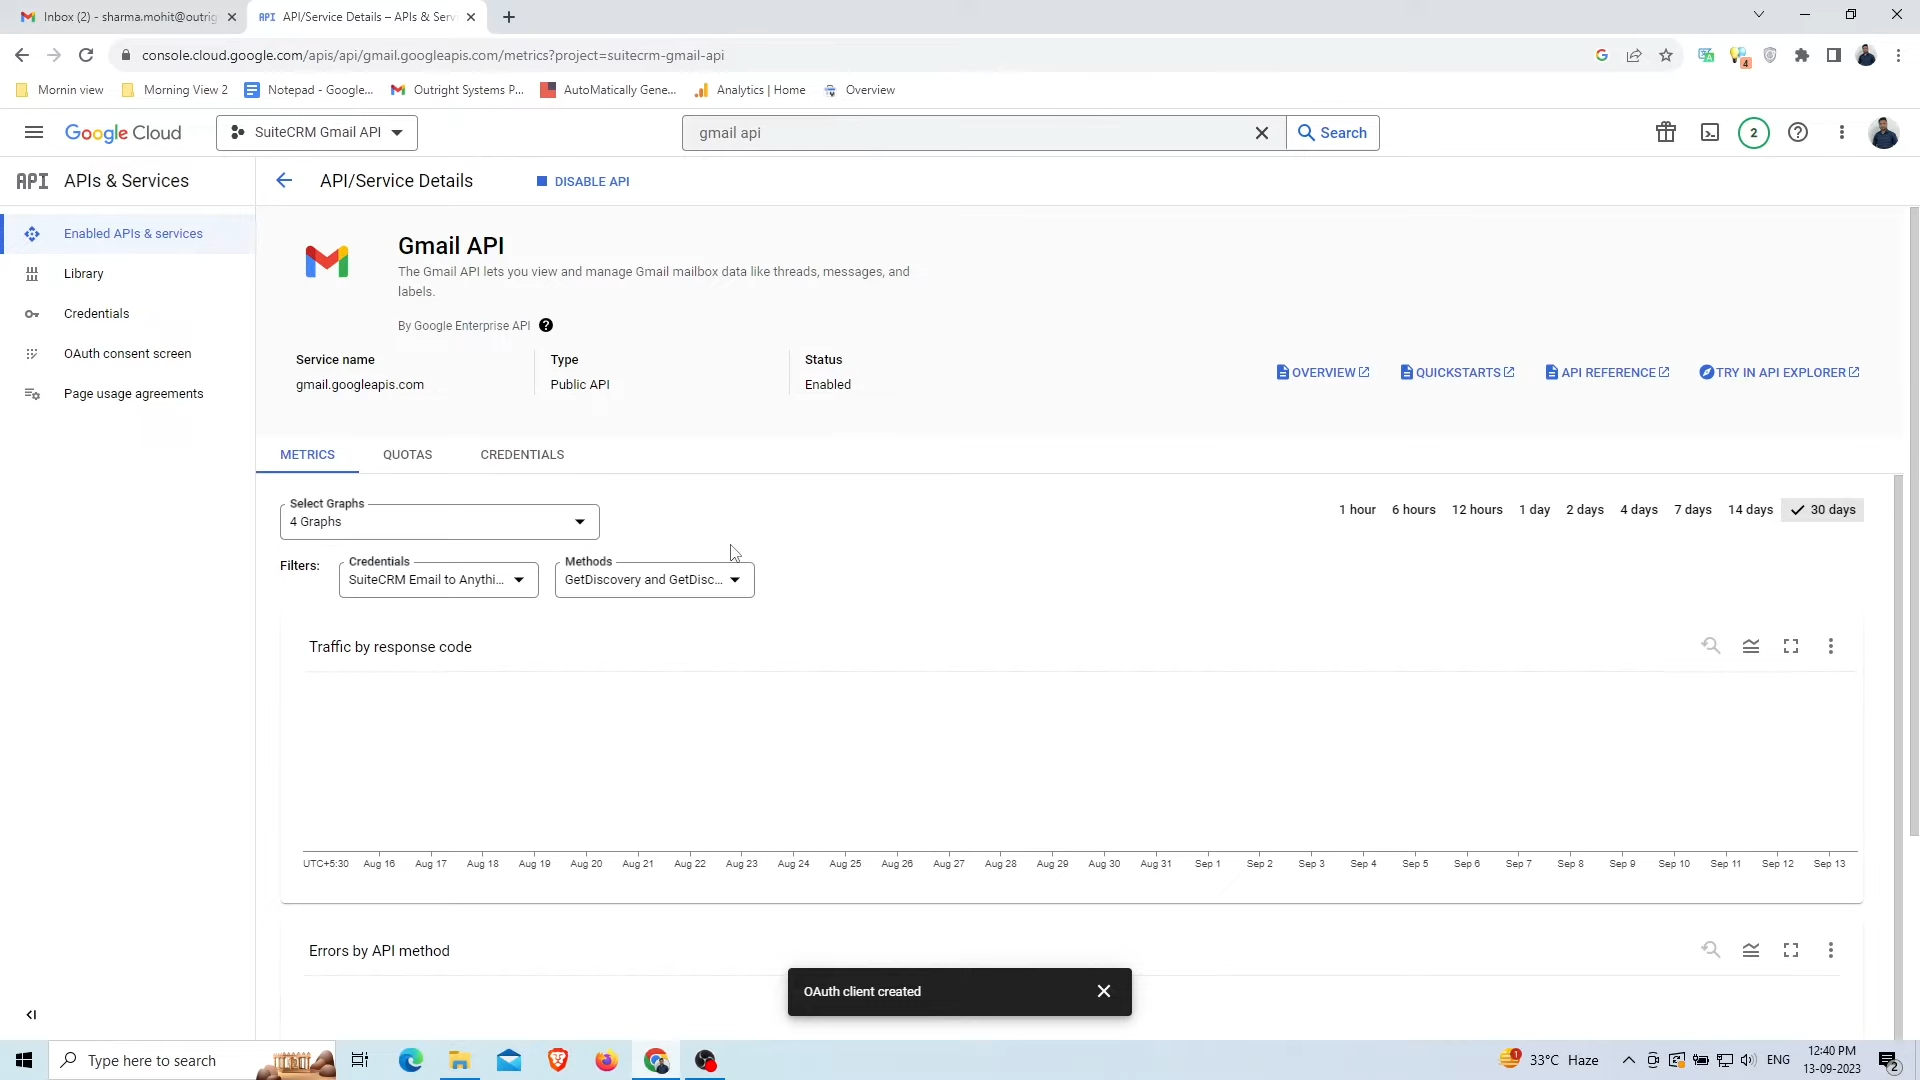 Inbox (2) - sharma.mohit@outrig
API API/Service Details – APIs & Serv
console.cloud.google.com/apis/api/gmail.googleapis.com/metrics?project=suitecrm-gmail-api
4
Mornin view
Morning View 2
Notepad - Google...
Outright Systems P...
AutoMatically Gene...
Analytics | Home
Overview
Google Cloud
SuiteCRM Gmail API
gmail api
Search
2
API APIs & Services
API/Service Details
DISABLE API
Enabled APIs & services
Library
Credentials
OAuth consent screen
Page usage agreements
Gmail API
The Gmail API lets you view and manage Gmail mailbox data like threads, messages, and
labels.
By Google Enterprise API
Service name
gmail.googleapis.com
Type
Public API
Status
Enabled
OVERVIEW
QUICKSTARTS
API REFERENCE
TRY IN API EXPLORER
METRICS
QUOTAS
CREDENTIALS
Select Graphs
4 Graphs
1 hour 6 hours 12 hours 1 day 2 days 4 days 7 days 14 days 30 days
Filters:
Credentials
SuiteCRM Email to Anythi...
Methods
GetDiscovery and GetDisc...
Traffic by response code
UTC+5:30 Aug 16 Aug 17 Aug 18 Aug 19 Aug 20 Aug 21 Aug 22 Aug 23 Aug 24 Aug 25 Aug 26 Aug 27 Aug 28 Aug 29 Aug 30 Aug 31 Sep 1 Sep 2 Sep 3 Sep 4 Sep 5 Sep 6 Sep 7 Sep 8 Sep 9 Sep 10 Sep 11 Sep 12 Sep 13
Errors by API method
OAuth client created
Type here to search
1
33°C Haze
ENG
12:40 PM
13-09-2023
2